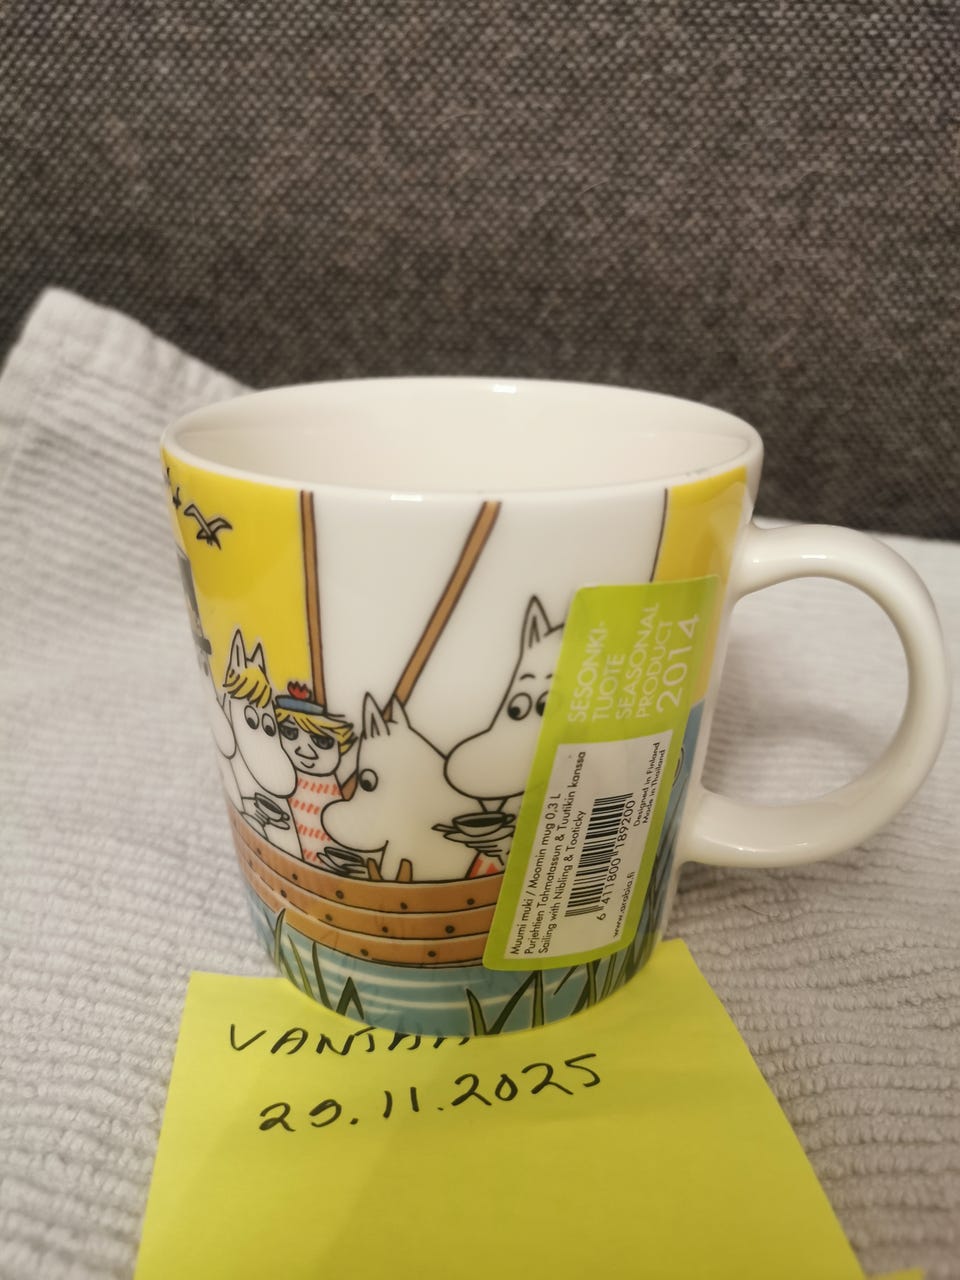 SESONKI-
TUOTE
SEASONAL
PRODUCT
2014
Muumi muki / Moomin mug 0,3 L
Purjehtien Tahmatassun & Tuutikin kanssa
Sailing with Nibling & Tooticky
6 411800 189200
Designed in Finland
Made in Thailand
www.arabia.fi
VANTAA
29.11.2025